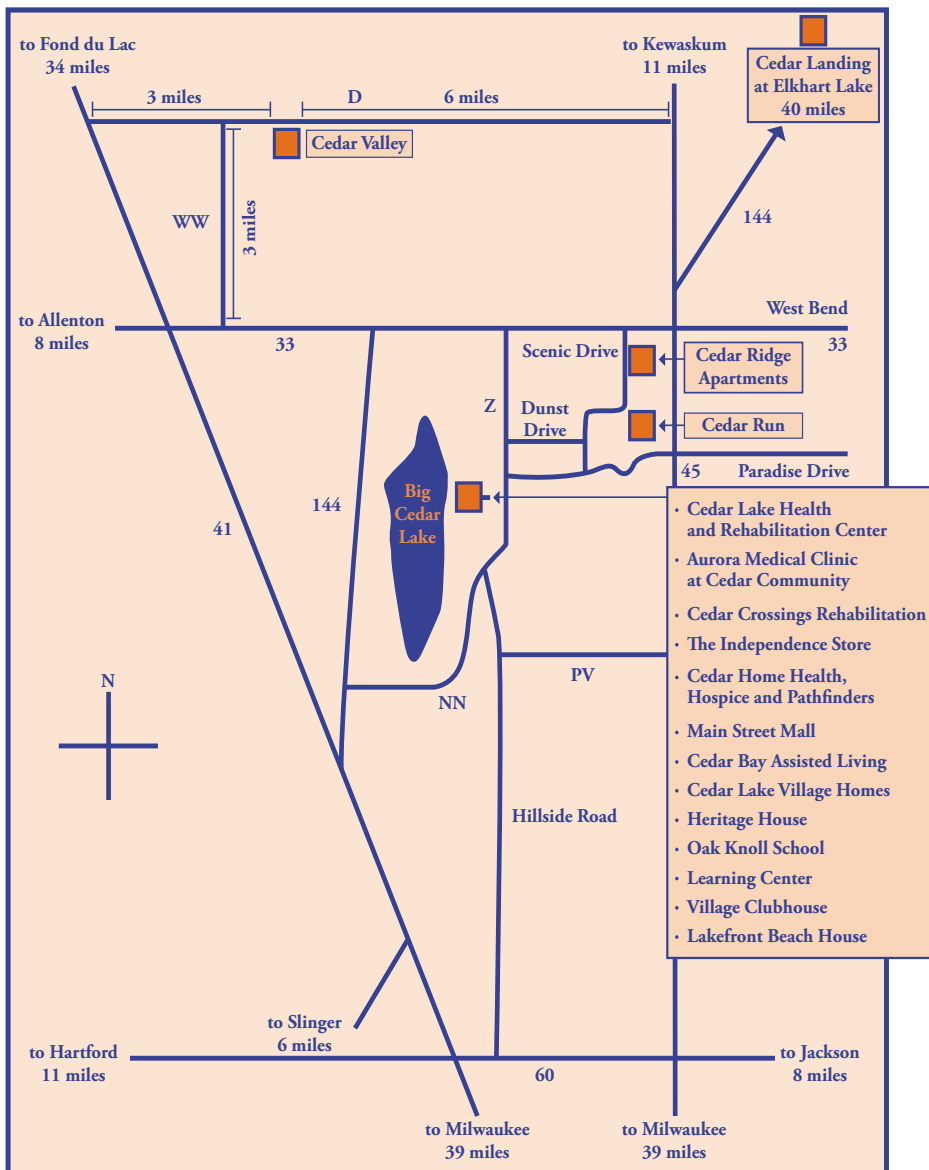 to Fond du Lac
34 miles
to Kewaskum
11 miles
Cedar Landing
at Elkhart Lake
40 miles
3 miles
D
6 miles
Cedar Valley
WW
3 miles
144
to Allenton
8 miles
33
West Bend
33
Scenic Drive
Cedar Ridge
Apartments
Z
Dunst
Drive
Cedar Run
45
Paradise Drive
41
144
Big
Cedar
Lake
· Cedar Lake Health
and Rehabilitation Center
· Aurora Medical Clinic
at Cedar Community
· Cedar Crossings Rehabilitation
· The Independence Store
· Cedar Home Health,
Hospice and Pathfinders
· Main Street Mall
· Cedar Bay Assisted Living
· Cedar Lake Village Homes
· Heritage House
· Oak Knoll School
· Learning Center
· Village Clubhouse
· Lakefront Beach House
PV
NN
N
Hillside Road
to Slinger
6 miles
to Hartford
11 miles
60
to Jackson
8 miles
to Milwaukee
39 miles
to Milwaukee
39 miles